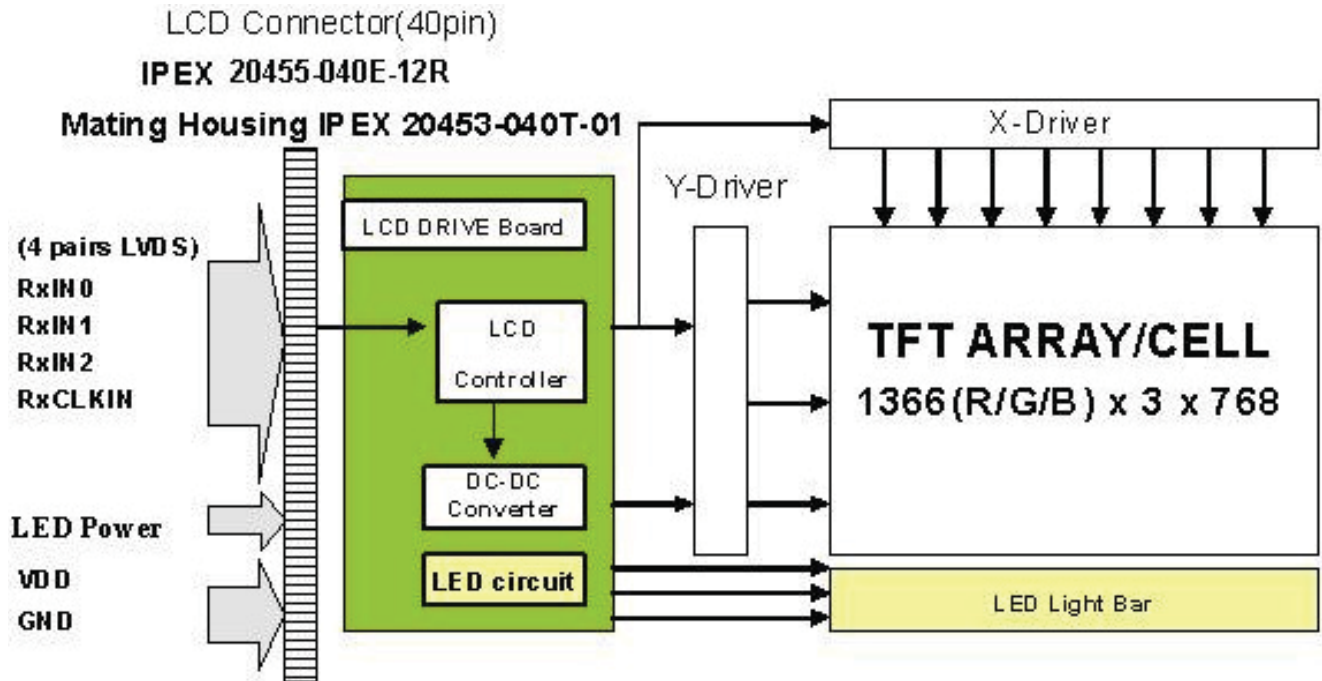 LCD Connector(40pin)
IPEX 20455-040E-12R
Mating Housing IPEX 20453-040T-01
X-Driver
Y-Driver
LCD DRIVE Board
(4 pairs LVDS)
RxIN0
RxIN1
RxIN2
RxCLKIN
LCD
Controller
TFT ARRAY/CELL
1366(R/G/B) x 3 x 768
DC-DC
Converter
LED Power
VDD
GND
LED circuit
LED Light Bar